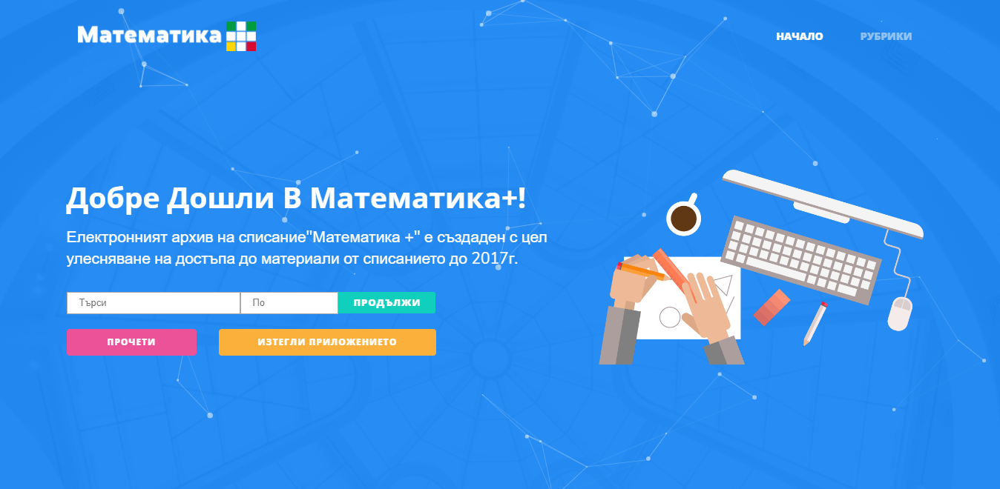 Математика
НАЧАЛО
РУБРИКИ
Добре Дошли В Математика+!
Електронният архив на списание"Математика +" е създаден с цел
улесняване на достъпа до материали от списанието до 2017г.
Търси
По
ПРОДЪЛЖИ
ПРОЧЕТИ
ИЗТЕГЛИ ПРИЛОЖЕНИЕТО